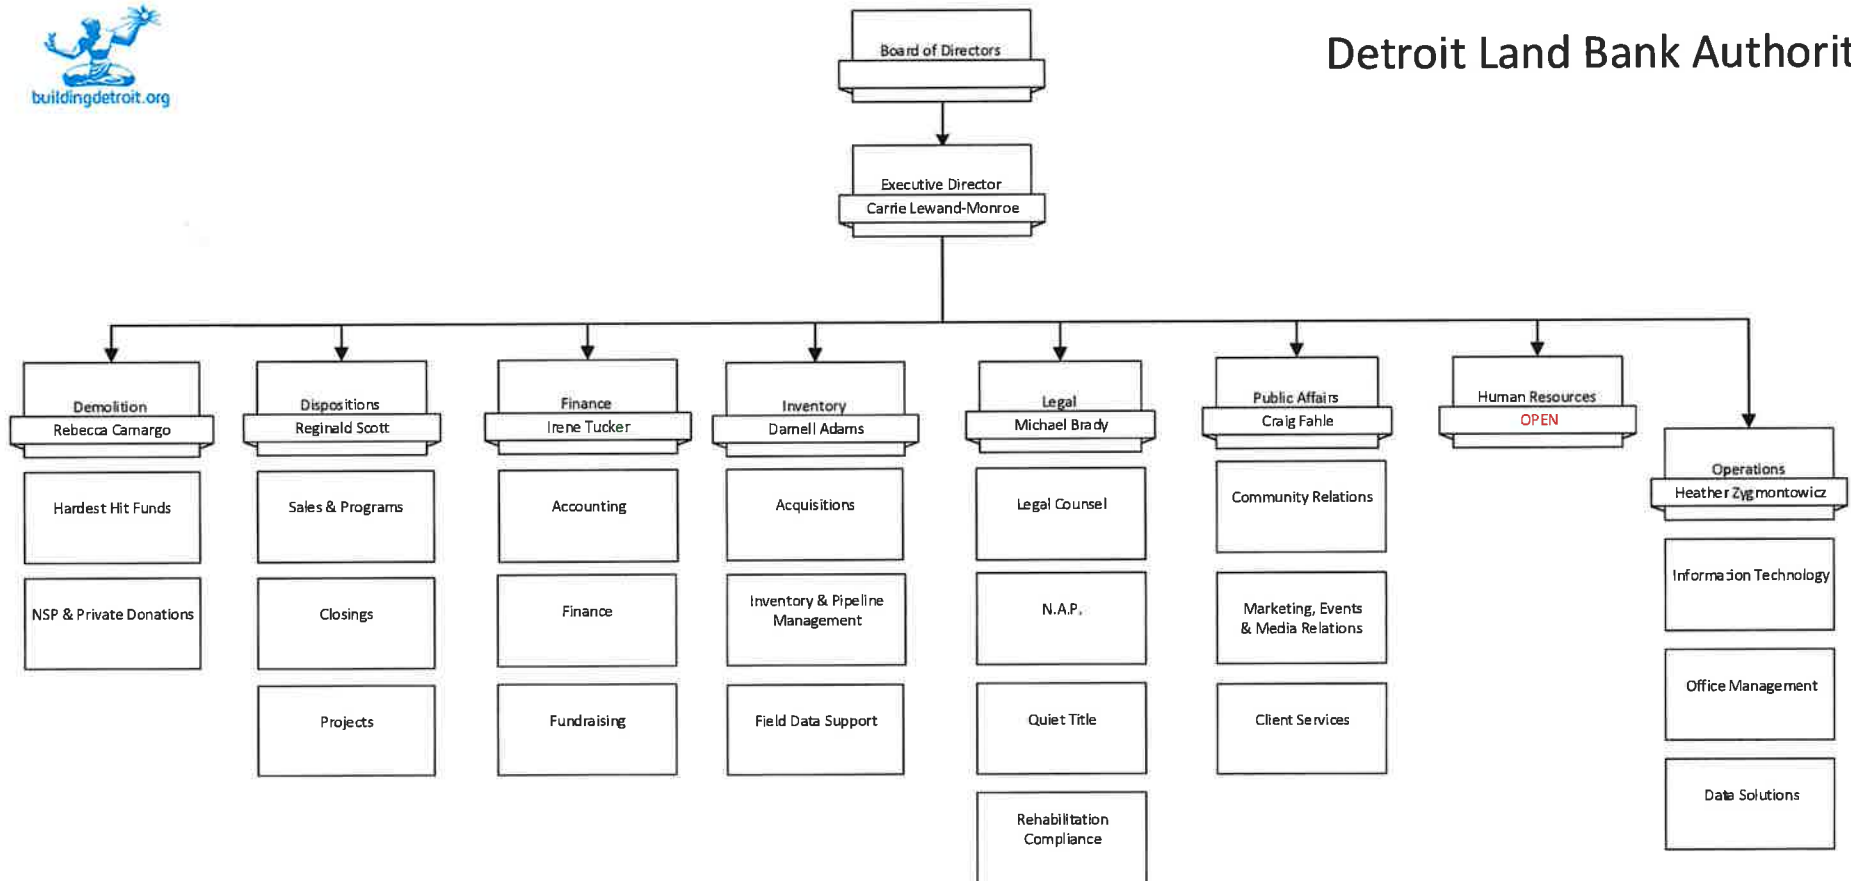 buildingdetroit.org
Detroit Land Bank Authorit
Board of Directors
Executive Director
Carrie Lewand-Monroe
Demolition
Rebecca Camargo
Hardest Hit Funds
NSP & Private Donations
Dispositions
Reginald Scott
Sales & Programs
Closings
Projects
Finance
Irene Tucker
Accounting
Finance
Fundraising
Inventory
Darnell Adams
Acquisitions
Inventory & Pipeline
Management
Field Data Support
Legal
Michael Brady
Legal Counsel
N.A.P.
Quiet Title
Rehabilitation
Compliance
Public Affairs
Craig Fahle
Community Relations
Marketing, Events
& Media Relations
Client Services
Human Resources
OPEN
Operations
Heather Zygmontowicz
Information Technology
Office Management
Data Solutions